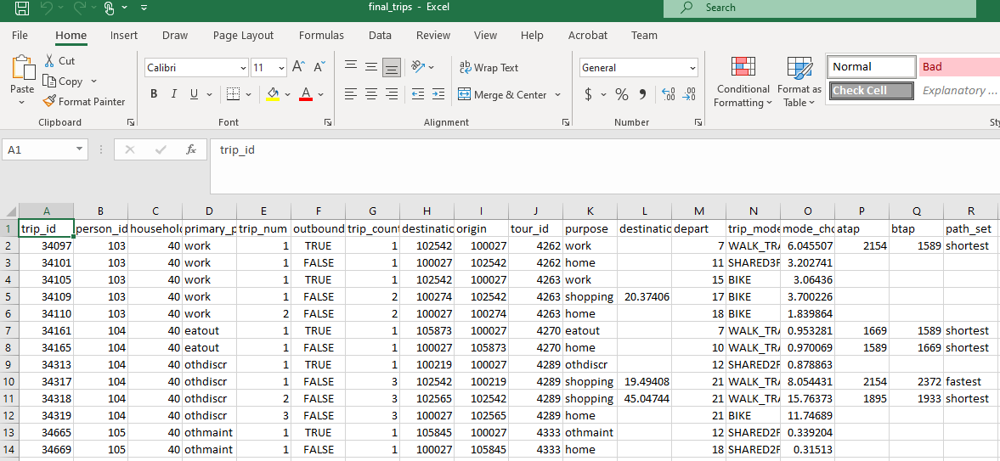 final_trips - Excel
Search
File Home Insert Draw Page Layout Formulas Data Review View Help Acrobat Team
Paste
Cut
Copy
Format Painter
Clipboard
Calibri 11 A A
B I U A
Font
ab Wrap Text
Merge & Center
Alignment
General
$ % 9 .00 .00
Number
Conditional Formatting
Format as Table
Normal Bad
Check Cell Explanatory ...
Sty
A1 fx trip_id
A B C D E F G H I J K L M N O P Q R
1 trip_id person_id househol primary_p trip_num outbound trip_count destinatio origin tour_id purpose destinatio depart trip_mode mode_cho atap btap path_set
2 34097 103 40 work 1 TRUE 1 102542 100027 4262 work 7 WALK_TRA 6.045507 2154 1589 shortest
3 34101 103 40 work 1 FALSE 1 100027 102542 4262 home 11 SHARED3F 3.202741
4 34105 103 40 work 1 TRUE 1 102542 100027 4263 work 15 BIKE 3.06436
5 34109 103 40 work 1 FALSE 2 100274 102542 4263 shopping 20.37406 17 BIKE 3.700226
6 34110 103 40 work 2 FALSE 2 100027 100274 4263 home 18 BIKE 1.839864
7 34161 104 40 eatout 1 TRUE 1 105873 100027 4270 eatout 7 WALK_TRA 0.953281 1669 1589 shortest
8 34165 104 40 eatout 1 FALSE 1 100027 105873 4270 home 10 WALK_TRA 0.970069 1589 1669 shortest
9 34313 104 40 othdiscr 1 TRUE 1 100219 100027 4289 othdiscr 12 SHARED2F 0.878863
10 34317 104 40 othdiscr 1 FALSE 3 102542 100219 4289 shopping 19.49408 21 WALK_TRA 8.054431 2154 2372 fastest
11 34318 104 40 othdiscr 2 FALSE 3 102565 102542 4289 shopping 45.04744 21 WALK_TRA 15.76373 1895 1933 shortest
12 34319 104 40 othdiscr 3 FALSE 3 100027 102565 4289 home 21 BIKE 11.74689
13 34665 105 40 othmaint 1 TRUE 1 105845 100027 4333 othmaint 12 SHARED2F 0.339204
14 34669 105 40 othmaint 1 FALSE 1 100027 105845 4333 home 18 SHARED2F 0.31513